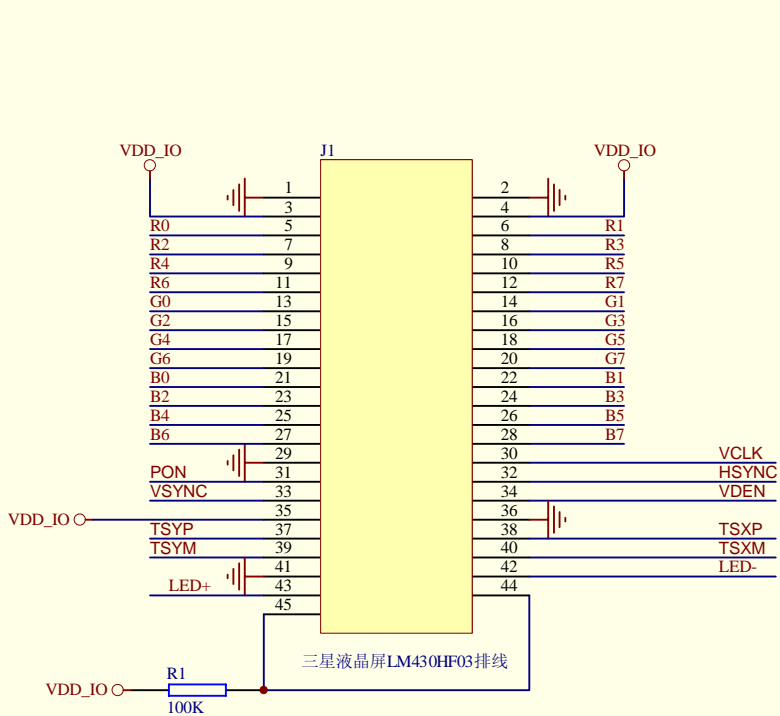 J1
VDD_IO VDD_IO
1 2
3 4
R0 5 6 R1
R2 7 8 R3
R4 9 10 R5
R6 11 12 R7
G0 13 14 G1
G2 15 16 G3
G4 17 18 G5
G6 19 20 G7
B0 21 22 B1
B2 23 24 B3
B4 25 26 B5
B6 27 28 B7
29 30 VCLK
PON 31 32 HSYNC
VSYNC 33 34 VDEN
VDD_IO 35 36
TSYP 37 38 TSXP
TSYM 39 40 TSXM
41 42 LED-
LED+ 43 44
45
三星液晶屏LM430HF03排线
R1
VDD_IO
100K